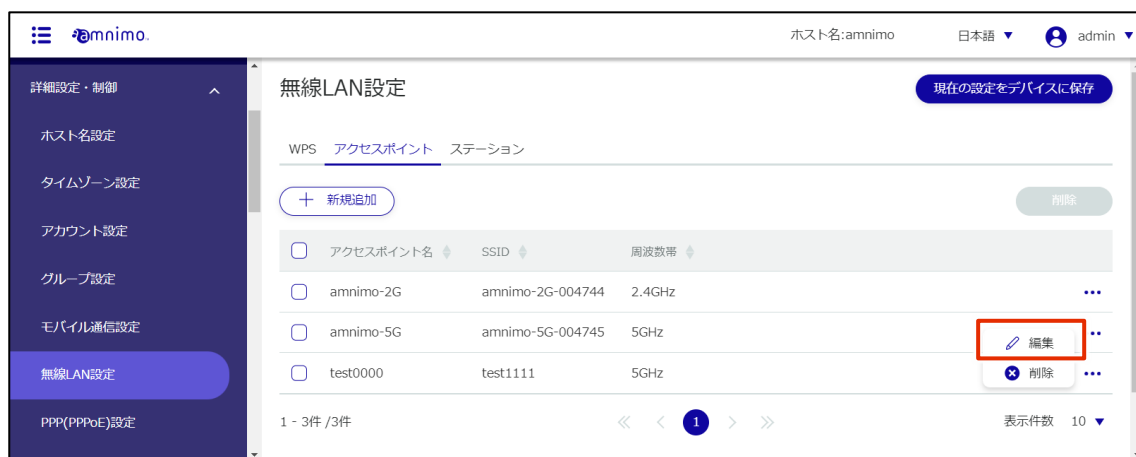 amnimo.
ホスト名:amnimo
日本語 ▼
admin ▼
詳細設定・制御
ホスト名設定
タイムゾーン設定
アカウント設定
グループ設定
モバイル通信設定
無線LAN設定
PPP(PPPoE)設定
無線LAN設定
現在の設定をデバイスに保存
WPS アクセスポイント ステーション
＋ 新規追加
削除
アクセスポイント名 SSID 周波数帯
amnimo-2G amnimo-2G-004744 2.4GHz
amnimo-5G amnimo-5G-004745 5GHz
編集
test0000 test1111 5GHz
削除
1 - 3件 /3件
≪ < 1 > ≫
表示件数 10 ▼